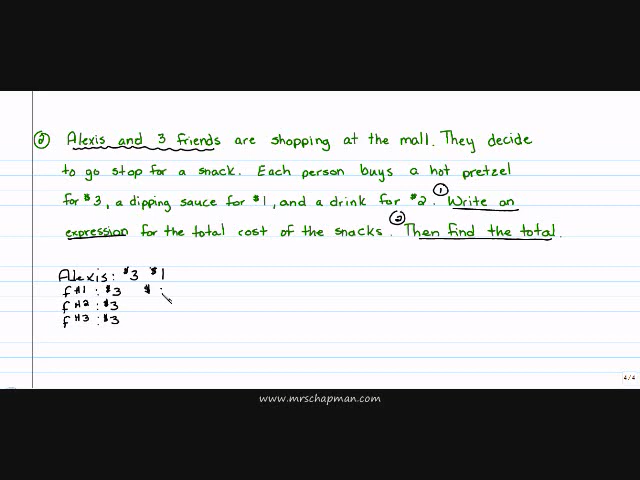 ② Alexis and 3 friends are shopping at the mall. They decide
to go stop for a snack. Each person buys a hot pretzel
for $3, a dipping sauce for $1, and a drink for $2. ① Write an
expression for the total cost of the snacks. ② Then find the total.
Alexis: $3 $1
f#1: $3 $
f#2: $3
f#3: $3
4/4
www.mrschapman.com